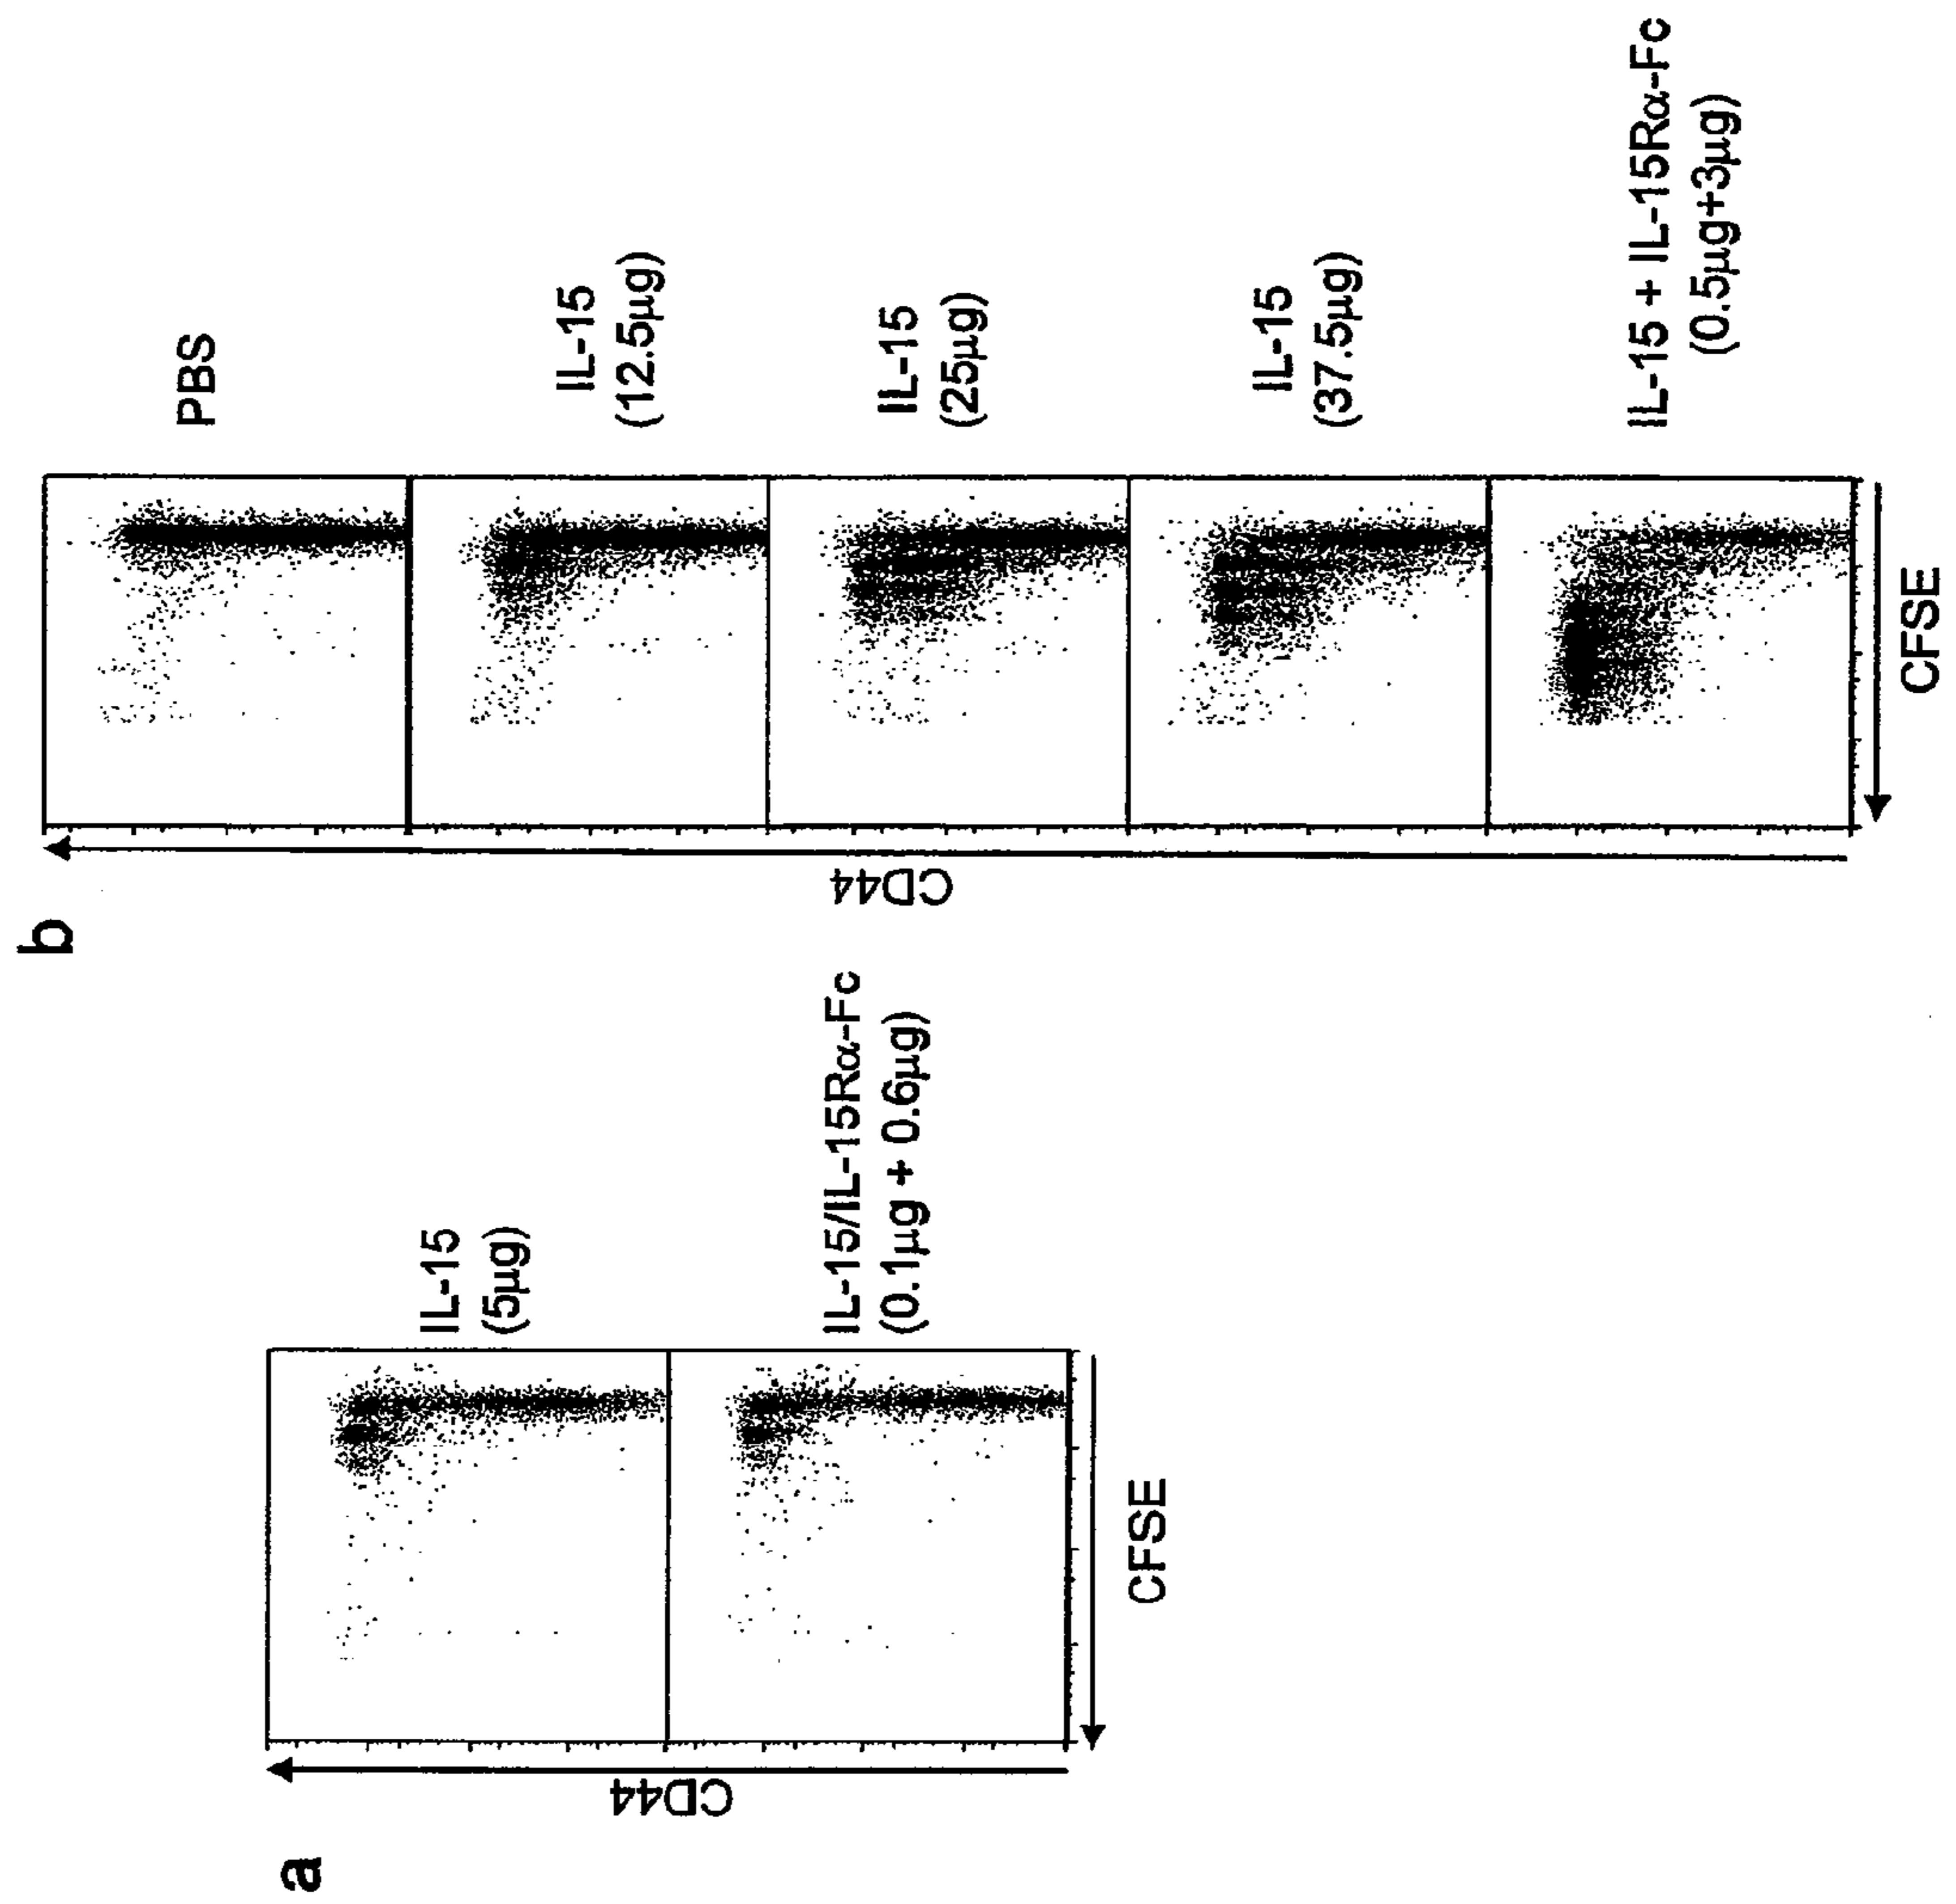 a
CD44
IL-15
(5µg)
IL-15/IL-15Rα-Fc
(0.1µg + 0.6µg)
CFSE
b
CD44
PBS
IL-15
(12.5µg)
IL-15
(25µg)
IL-15
(37.5µg)
IL-15 + IL-15Rα-Fc
(0.5µg+3µg)
CFSE